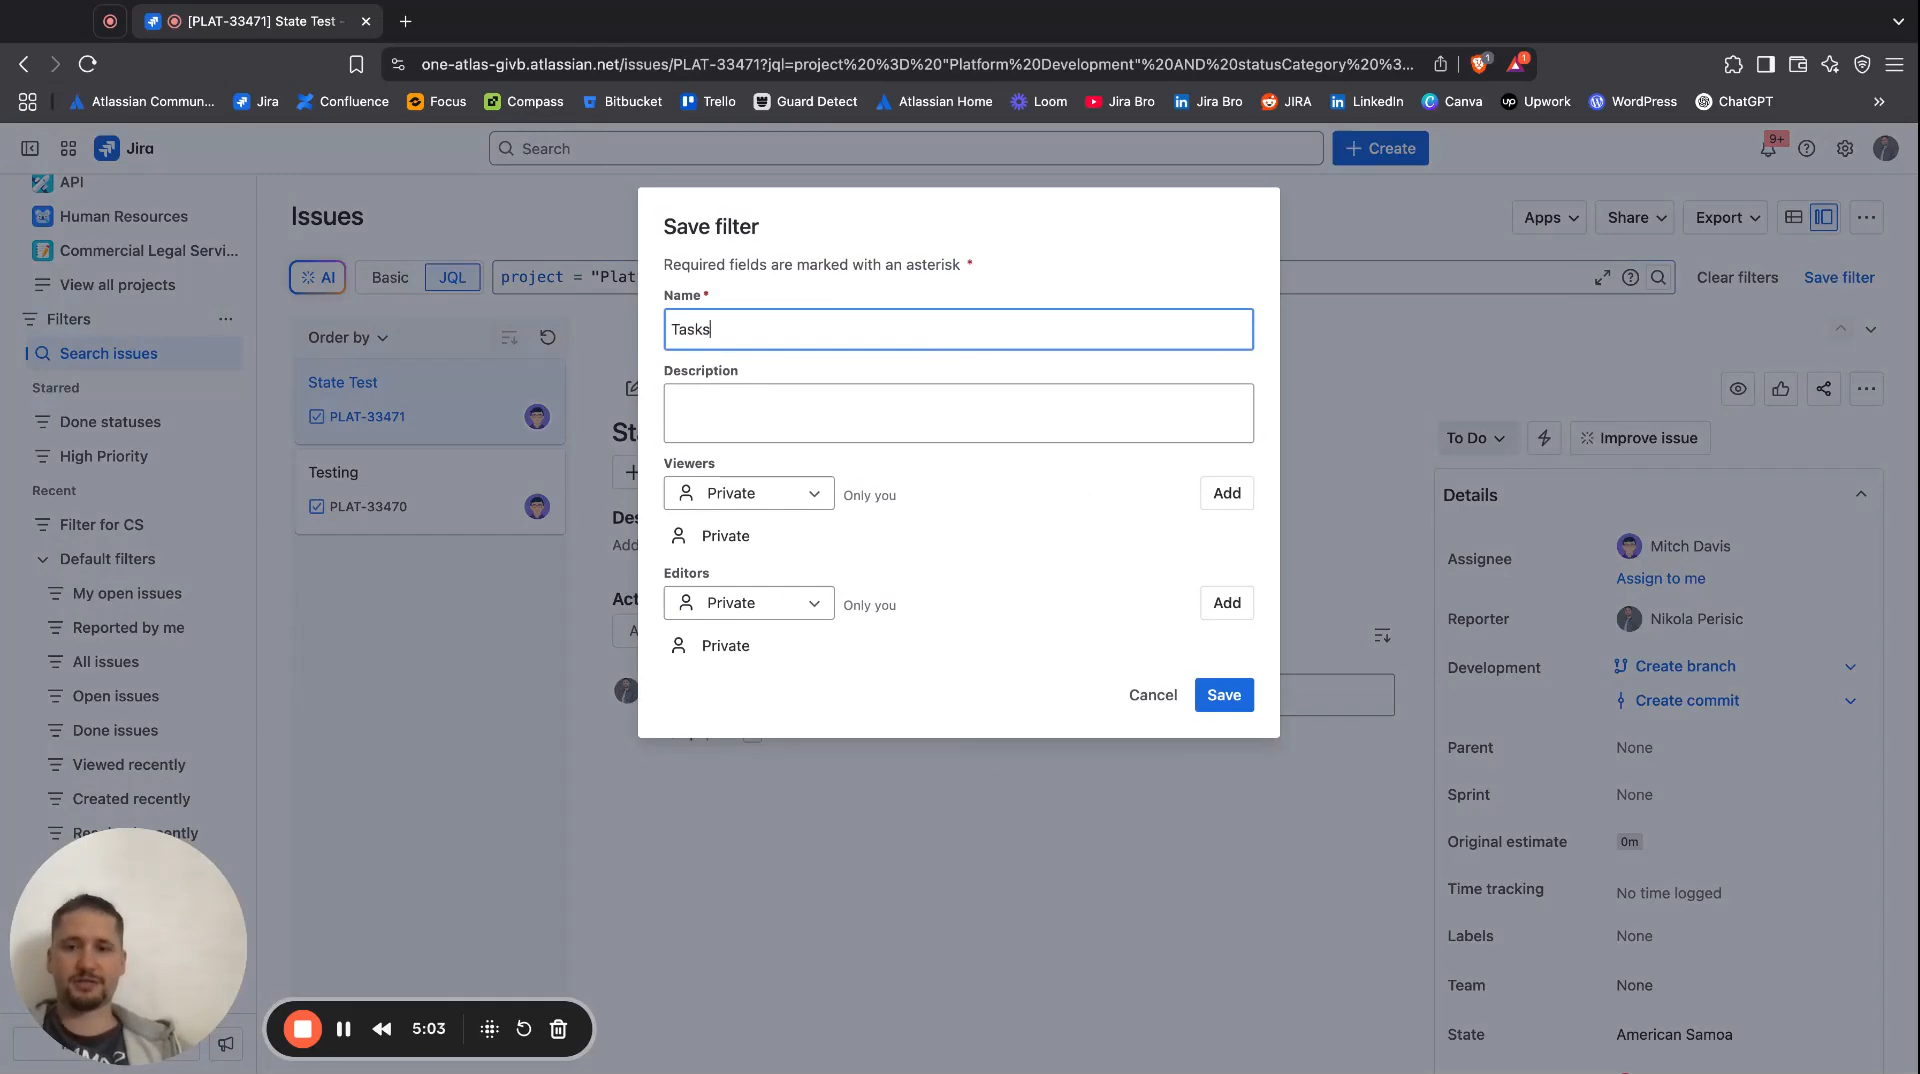 [PLAT-33471] State Test -
one-atlas-givb.atlassian.net/issues/PLAT-33471?jql=project%20%3D%20"Platform%20Development"%20AND%20statusCategory%20%3...
1
1
Atlassian Commun...
Jira
Confluence
Focus
Compass
Bitbucket
Trello
Guard Detect
Atlassian Home
Loom
Jira Bro
Jira Bro
JIRA
LinkedIn
Canva
Upwork
WordPress
ChatGPT
Jira
Search
Create
9+
API
Human Resources
Commercial Legal Servi...
View all projects
Filters
Search issues
Starred
Done statuses
High Priority
Recent
Filter for CS
Default filters
My open issues
Reported by me
All issues
Open issues
Done issues
Viewed recently
Created recently
Issues
Apps
Share
Export
AI
Basic
JQL
project = "Plat
Clear filters
Save filter
Order by
State Test
PLAT-33471
Testing
PLAT-33470
Save filter
Required fields are marked with an asterisk *
Name*
Tasks
Description
Viewers
Private
Only you
Add
Private
Editors
Private
Only you
Add
Private
Cancel
Save
To Do
Improve issue
Details
Assignee
Mitch Davis
Assign to me
Reporter
Nikola Perisic
Development
Create branch
Create commit
Parent
None
Sprint
None
Original estimate
0m
Time tracking
No time logged
Labels
None
Team
None
State
American Samoa
5:03